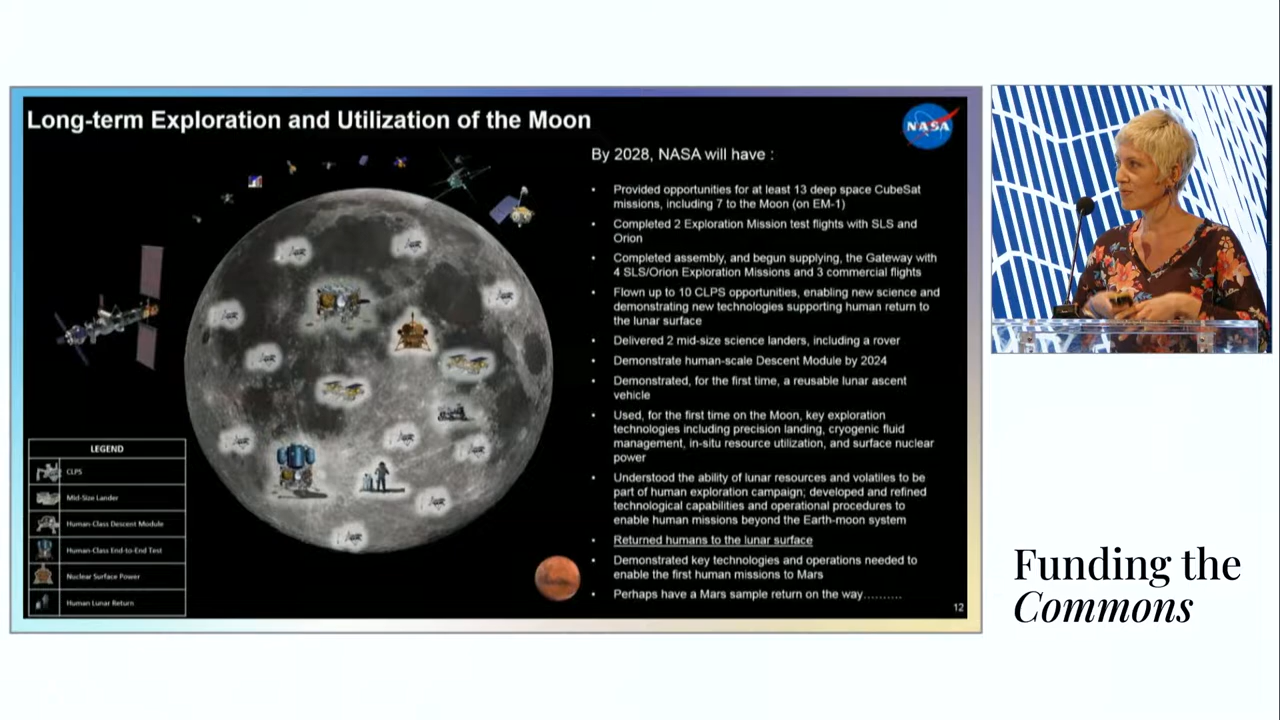 Long-term Exploration and Utilization of the Moon
NASA
By 2028, NASA will have :
• Provided opportunities for at least 13 deep space CubeSat
missions, including 7 to the Moon (on EM-1)
• Completed 2 Exploration Mission test flights with SLS and
Orion
• Completed assembly, and begun supplying, the Gateway with
4 SLS/Orion Exploration Missions and 3 commercial flights
• Flown up to 10 CLPS opportunities, enabling new science and
demonstrating new technologies supporting human return to
the lunar surface
• Delivered 2 mid-size science landers, including a rover
• Demonstrate human-scale Descent Module by 2024
• Demonstrated, for the first time, a reusable lunar ascent
vehicle
• Used, for the first time on the Moon, key exploration
technologies including precision landing, cryogenic fluid
management, in-situ resource utilization, and surface nuclear
power
• Understood the ability of lunar resources and volatiles to be
part of human exploration campaign; developed and refined
technological capabilities and operational procedures to
enable human missions beyond the Earth-moon system
• Returned humans to the lunar surface
• Demonstrated key technologies and operations needed to
enable the first human missions to Mars
• Perhaps have a Mars sample return on the way..........
12
LEGEND
CLPS
Mid-Size Lander
Human-Class Descent Module
Human-Class End-to-End Test
Nuclear Surface Power
Human Lunar Return
Funding the
Commons